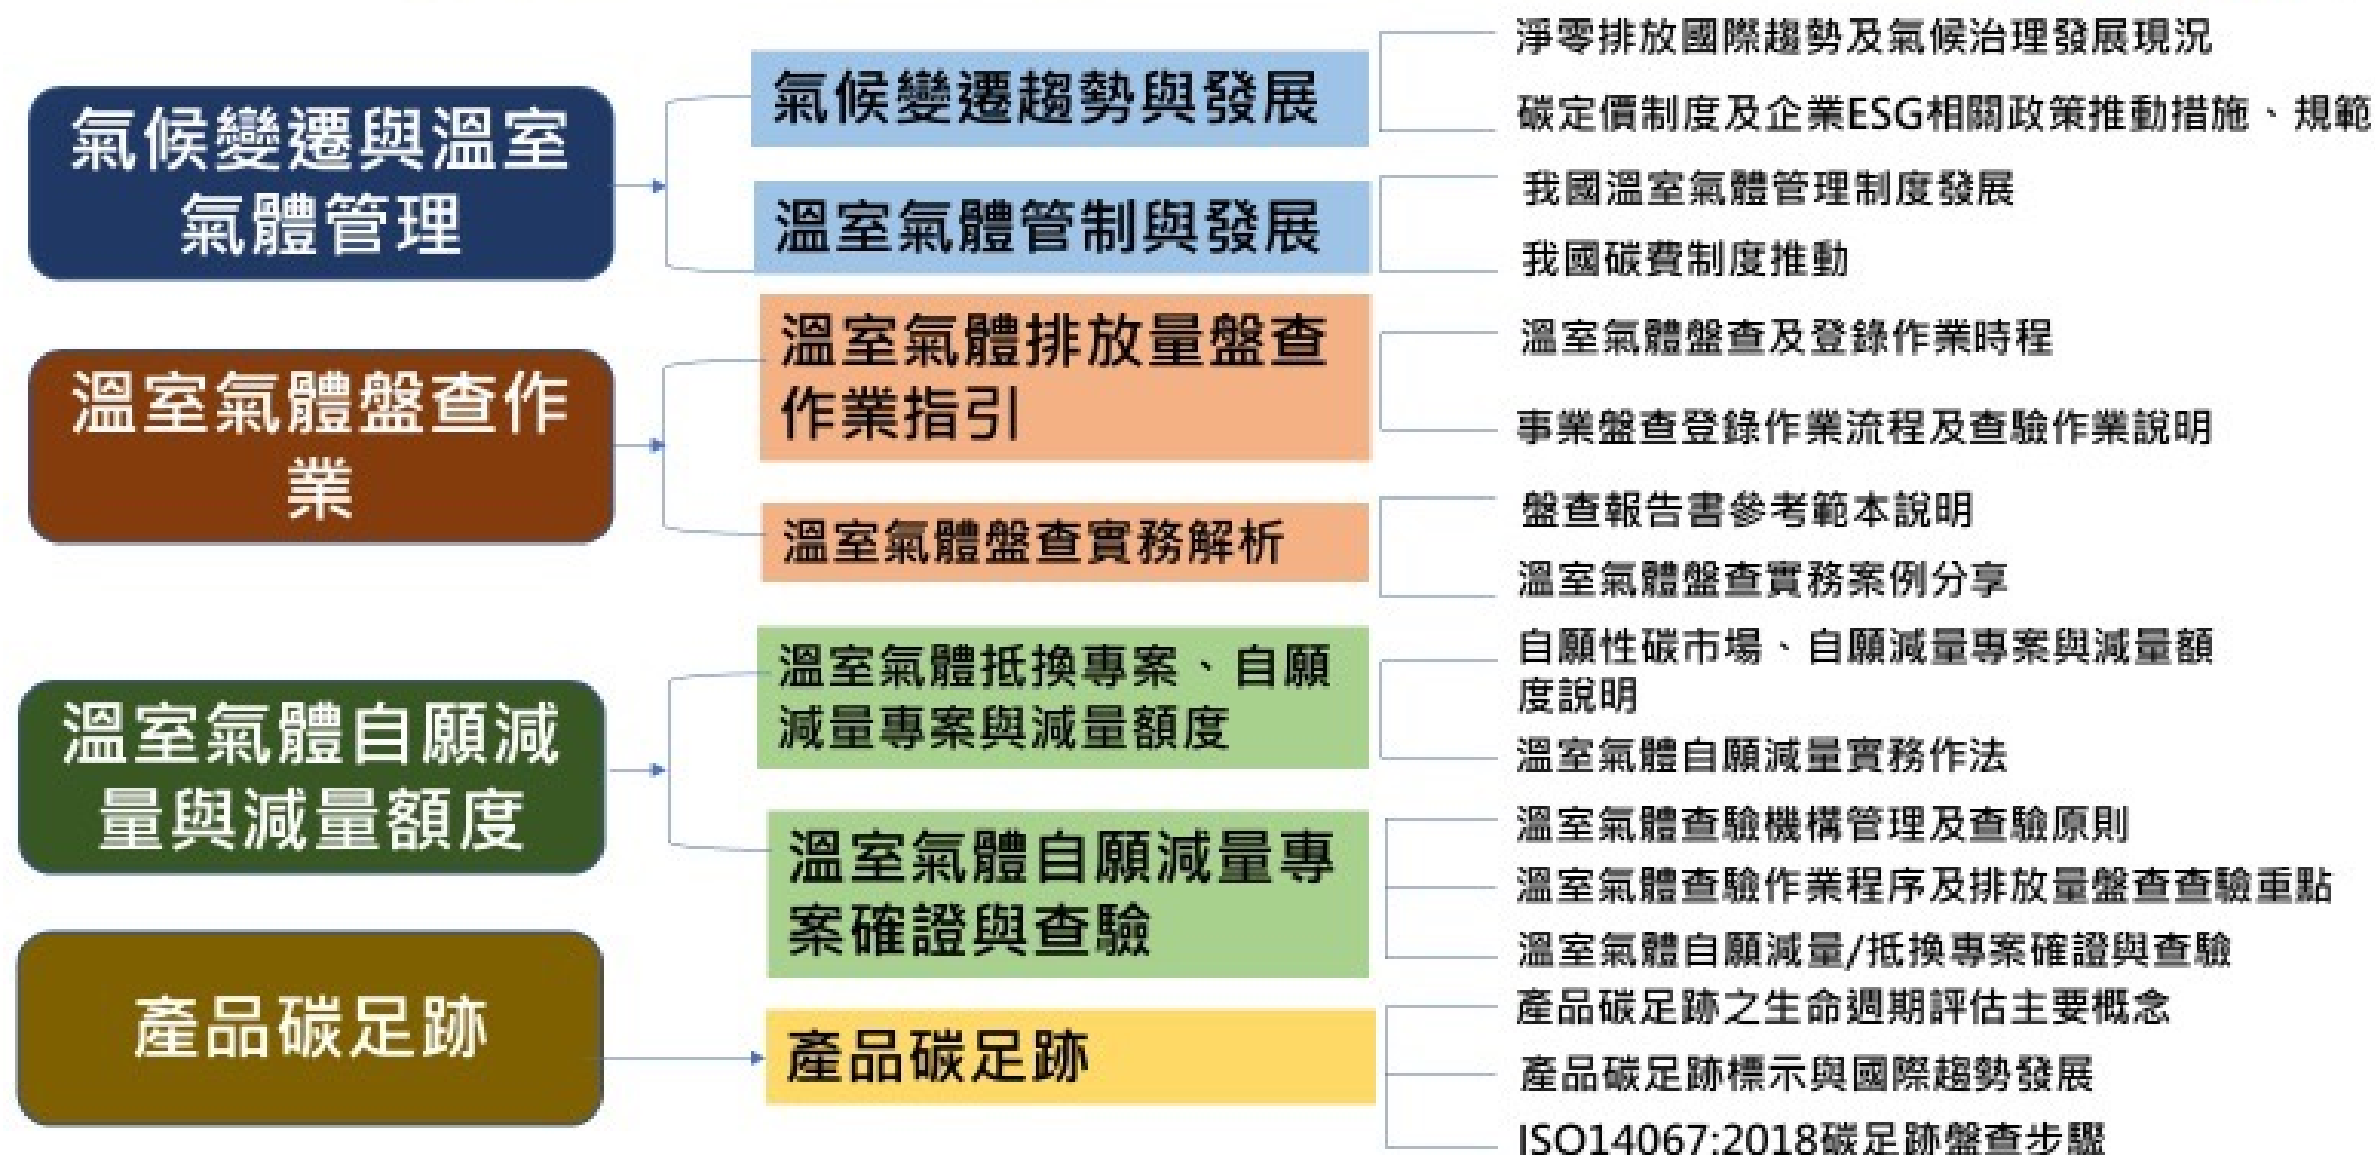 氣候變遷與溫室
氣體管理
氣候變遷趨勢與發展
淨零排放國際趨勢及氣候治理發展現況
碳定價制度及企業ESG相關政策推動措施、規範
溫室氣體管制與發展
我國溫室氣體管理制度發展
我國碳費制度推動
溫室氣體盤查作
業
溫室氣體排放量盤查
作業指引
溫室氣體盤查及登錄作業時程
事業盤查登錄作業流程及查驗作業說明
溫室氣體盤查實務解析
盤查報告書參考範本說明
溫室氣體盤查實務案例分享
溫室氣體自願減
量與減量額度
溫室氣體抵換專案、自願
減量專案與減量額度
自願性碳市場、自願減量專案與減量額
度說明
溫室氣體自願減量實務作法
溫室氣體自願減量專
案確證與查驗
溫室氣體查驗機構管理及查驗原則
溫室氣體查驗作業程序及排放量盤查查驗重點
溫室氣體自願減量/抵換專案確證與查驗
產品碳足跡
產品碳足跡
產品碳足跡之生命週期評估主要概念
產品碳足跡標示與國際趨勢發展
ISO14067:2018碳足跡盤查步驟